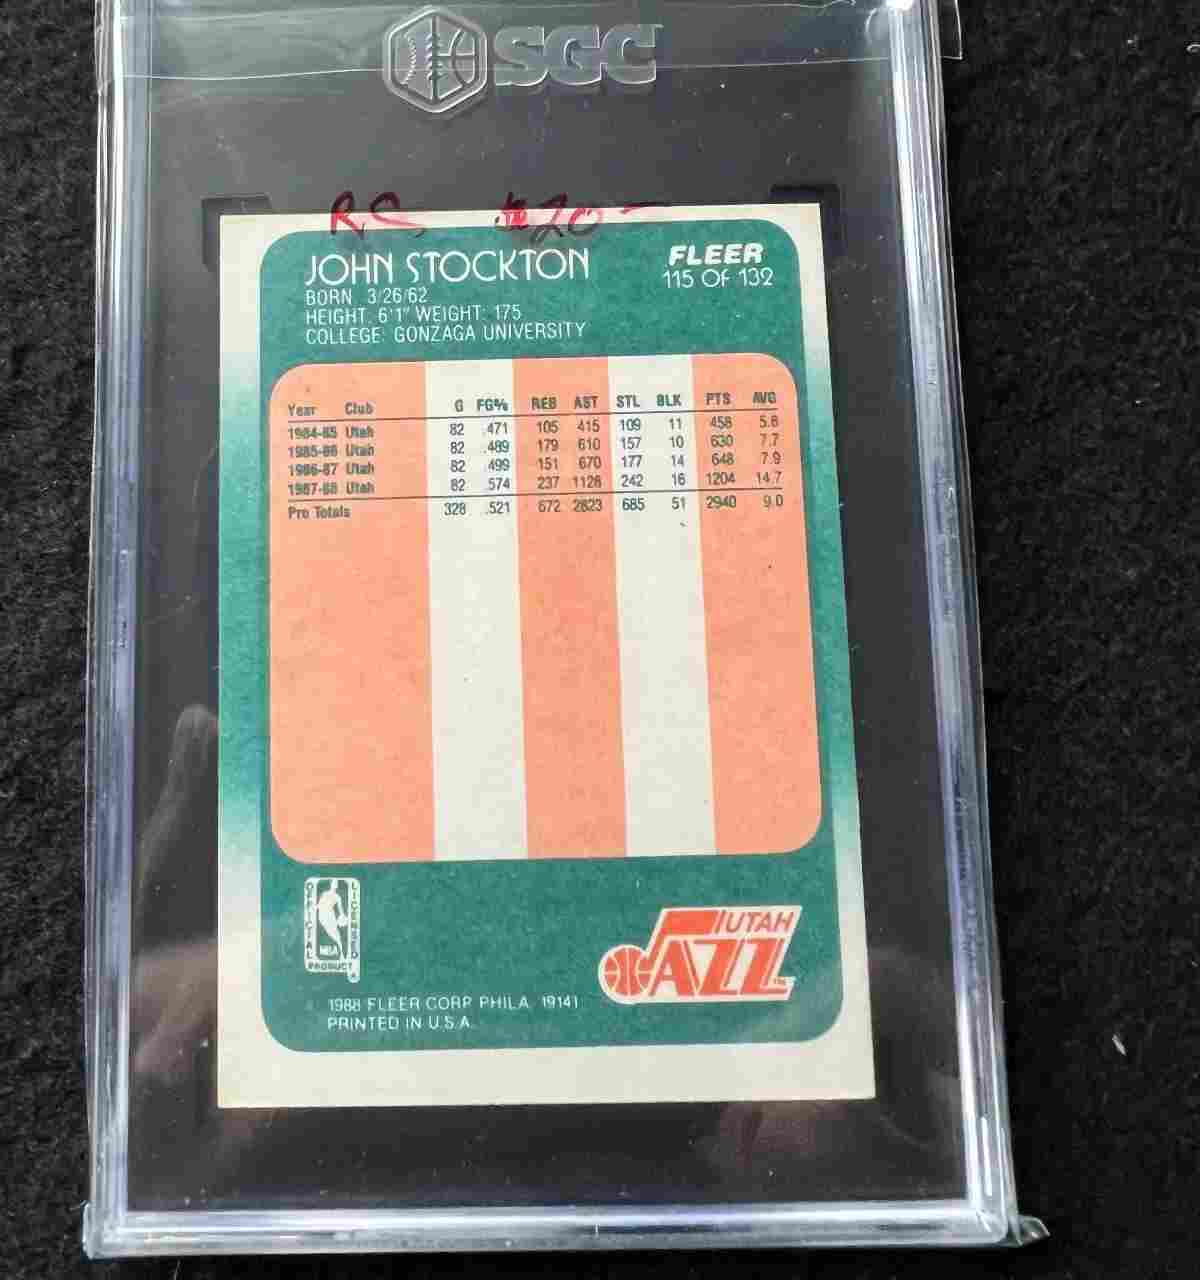 SGC
R.C. $20-
JOHN STOCKTON
FLEER
115 OF 132
BORN 3/26/62
HEIGHT: 6'1" WEIGHT: 175
COLLEGE: GONZAGA UNIVERSITY
Year Club G FG% REB AST STL BLK PTS AVG
1984-85 Utah 82 .471 105 415 109 11 458 5.6
1985-86 Utah 82 .489 179 610 157 10 630 7.7
1986-87 Utah 82 .499 151 670 177 14 648 7.9
1987-88 Utah 82 .574 237 1128 242 16 1204 14.7
Pro Totals 328 .521 672 2823 685 51 2940 9.0
OFFICIAL LICENSED
NBA
PRODUCT
UTAH
JAZZ
TM
1988 FLEER CORP. PHILA. 19141
PRINTED IN U.S.A.